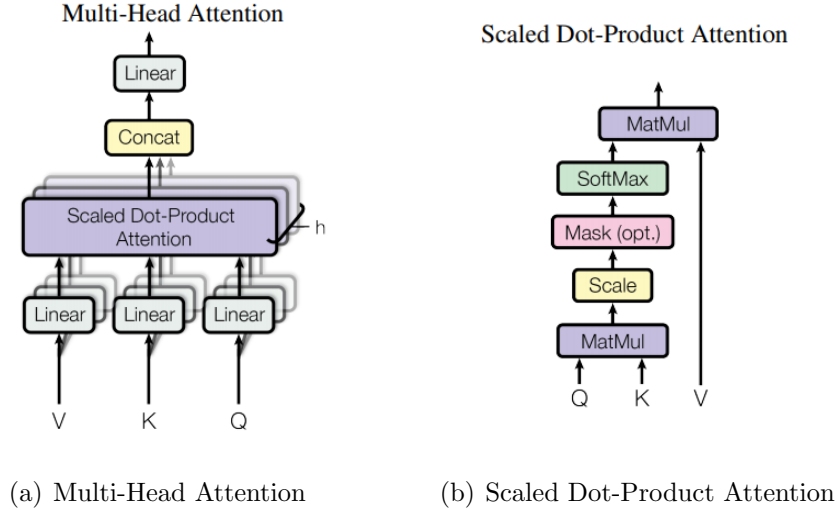 Multi-Head Attention
Linear
Concat
Scaled Dot-Product
Attention
h
Linear
Linear
Linear
V
K
Q
(a) Multi-Head Attention
Scaled Dot-Product Attention
MatMul
SoftMax
Mask (opt.)
Scale
MatMul
Q
K
V
(b) Scaled Dot-Product Attention